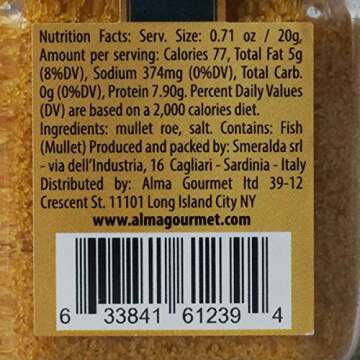 Nutrition Facts: Serv. Size: 0.71 oz / 20g,
Amount per serving: Calories 77, Total Fat 5g
(8%DV), Sodium 374mg (0%DV), Total Carb.
0g (0%DV), Protein 7.90g. Percent Daily Values
(DV) are based on a 2,000 calories diet.
Ingredients: mullet roe, salt. Contains: Fish
(Mullet) Produced and packed by: Smeralda srl
- via dell'Industria, 16 Cagliari - Sardinia - Italy
Distributed by: Alma Gourmet ltd 39-12
Crescent St. 11101 Long Island City NY
www.almagourmet.com
6 33841 61239 4